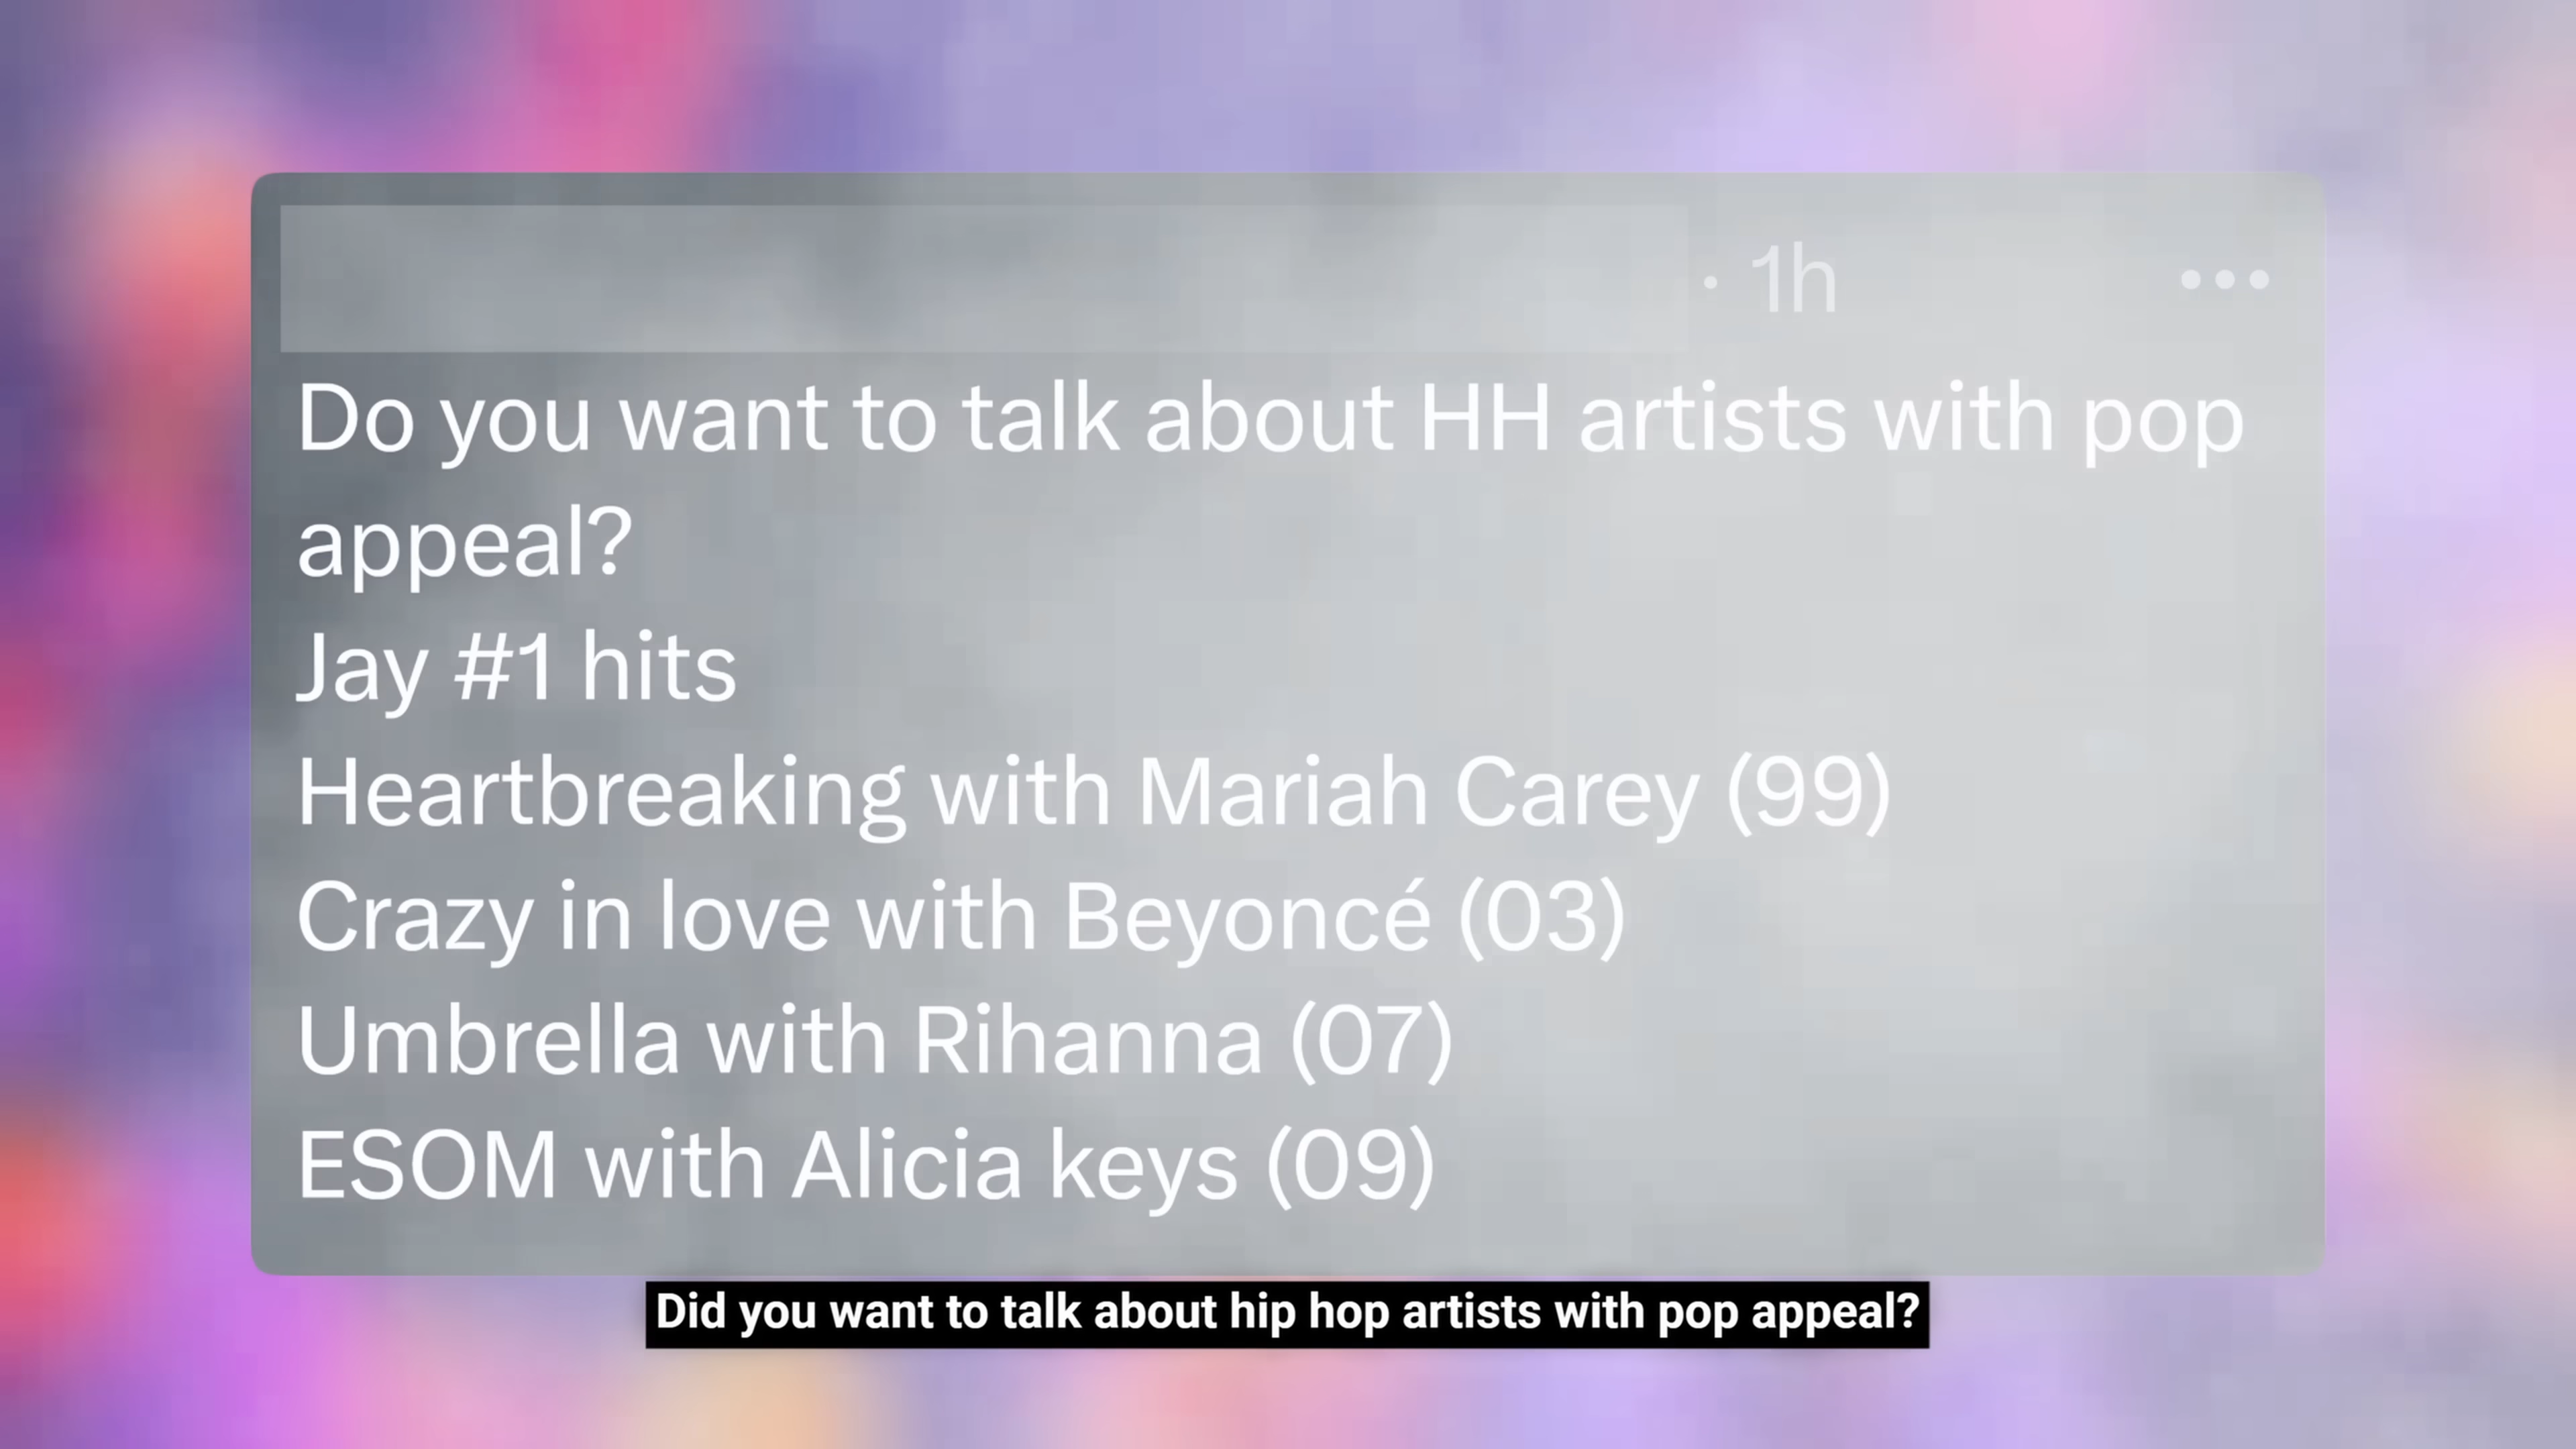 · 1h •••
Do you want to talk about HH artists with pop
appeal?
Jay #1 hits
Heartbreaking with Mariah Carey (99)
Crazy in love with Beyoncé (03)
Umbrella with Rihanna (07)
ESOM with Alicia keys (09)
Did you want to talk about hip hop artists with pop appeal?